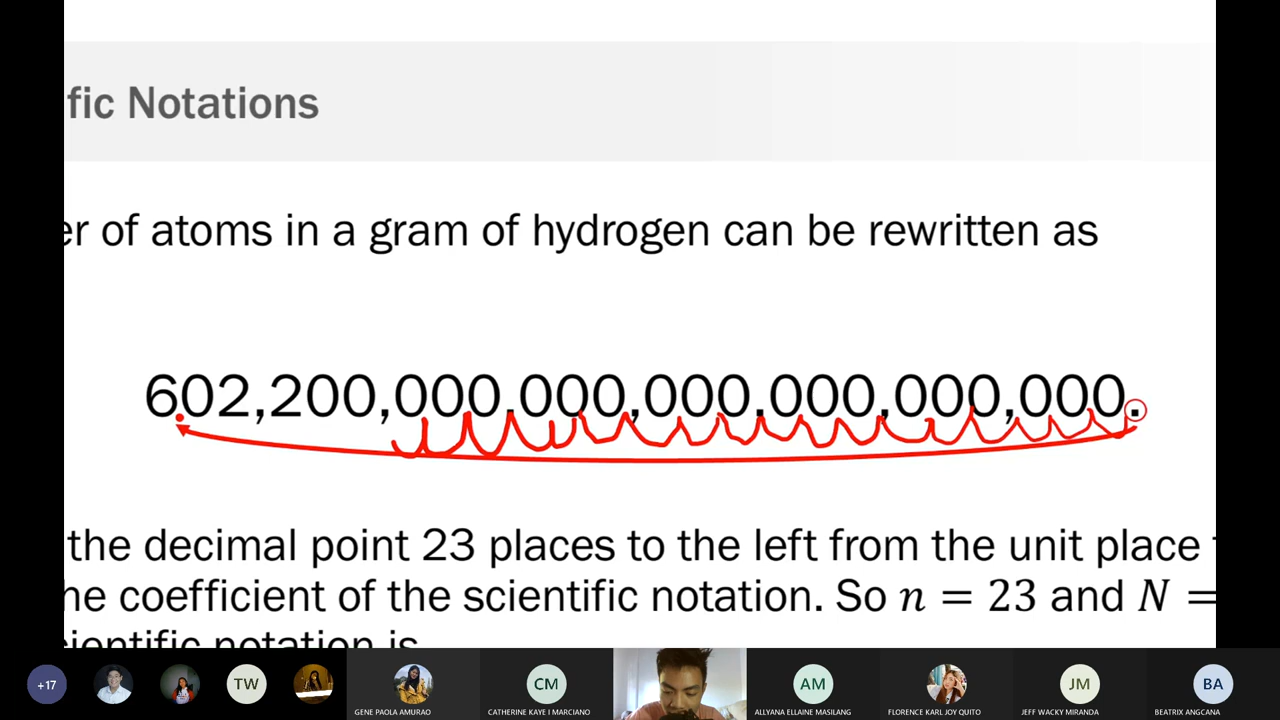 fic Notations
er of atoms in a gram of hydrogen can be rewritten as
602,200,000,000,000,000,000,000.
the decimal point 23 places to the left from the unit place
he coefficient of the scientific notation. So n = 23 and N =
cientific notation is
+17 TW CM AM JM BA
GENE PAOLA AMURAO CATHERINE KAYE I MARCIANO ALLYANA ELLAINE MASILANG FLORENCE KARL JOY QUITO JEFF WACKY MIRANDA BEATRIX ANGCANA